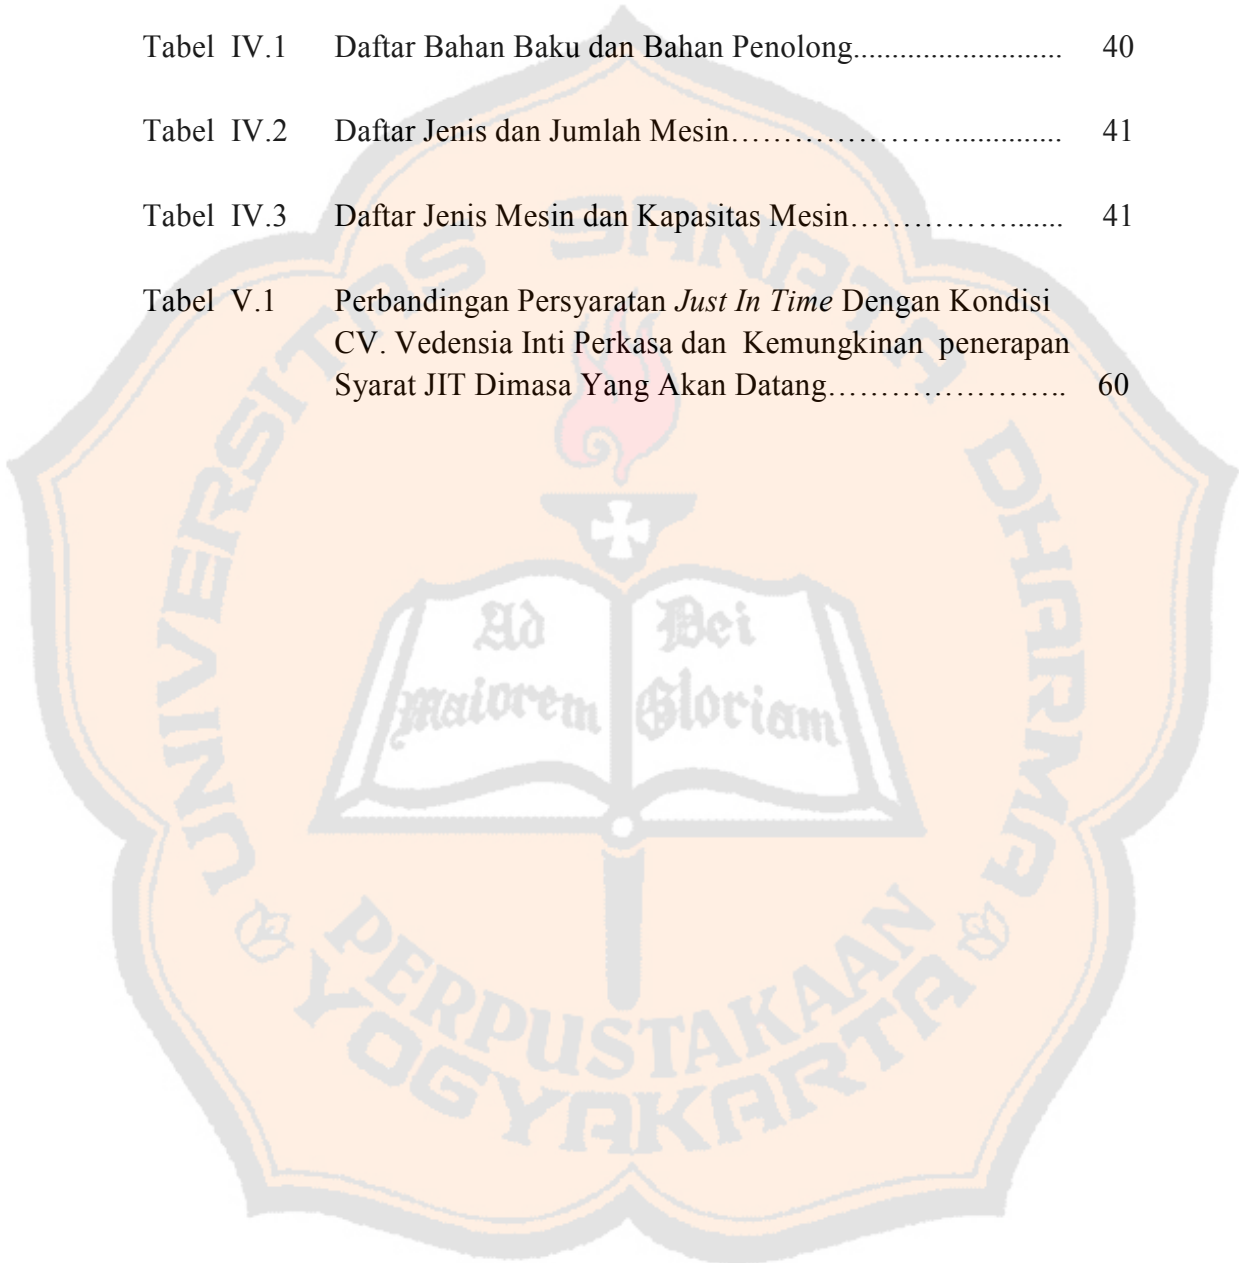 Tabel IV.1 Daftar Bahan Baku dan Bahan Penolong.......................... 40
Tabel IV.2 Daftar Jenis dan Jumlah Mesin………………….............. 41
Tabel IV.3 Daftar Jenis Mesin dan Kapasitas Mesin……………....... 41
Tabel V.1 Perbandingan Persyaratan Just In Time Dengan Kondisi
CV. Vedensia Inti Perkasa dan Kemungkinan penerapan
Syarat JIT Dimasa Yang Akan Datang………………….. 60
UNIVERSITAS SANATA DHARMA
Ad Dei
maiorem Gloriam
PERPUSTAKAAN
YOGYAKARTA